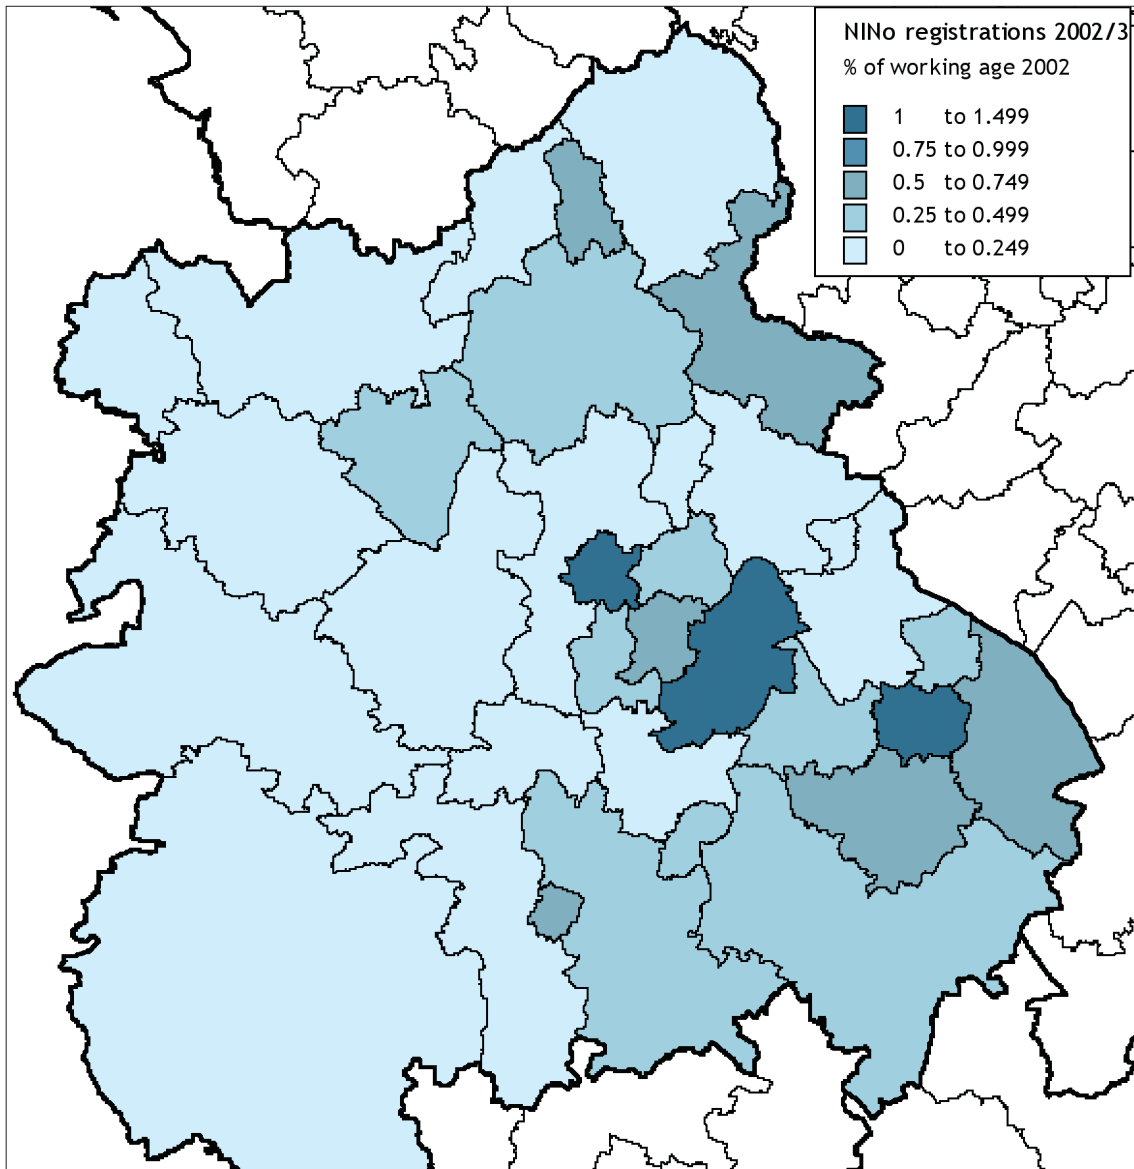 NINo registrations 2002/3
% of working age 2002
1 to 1.499
0.75 to 0.999
0.5 to 0.749
0.25 to 0.499
0 to 0.249